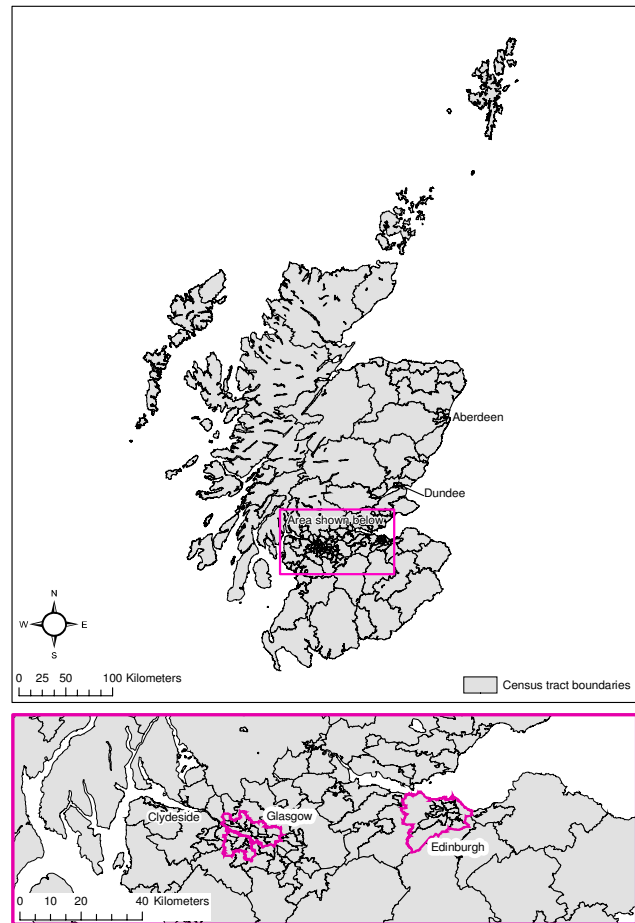 Aberdeen
Dundee
Area shown below
N
W E
S
0 25 50 100 Kilometers
Census tract boundaries
Clydeside
Glasgow
Edinburgh
Kilometers
0 10 20 40